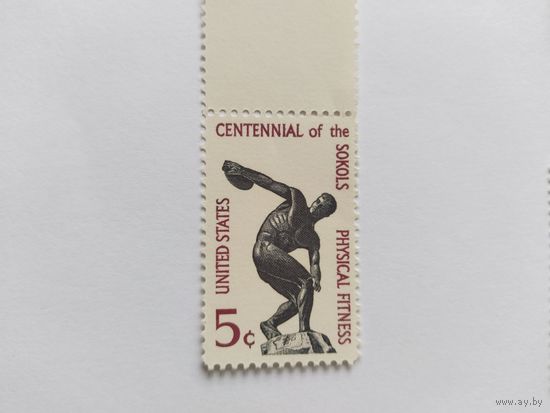 CENTENNIAL of the
SOKOLS
PHYSICAL FITNESS
UNITED STATES
5¢
www.ay.by